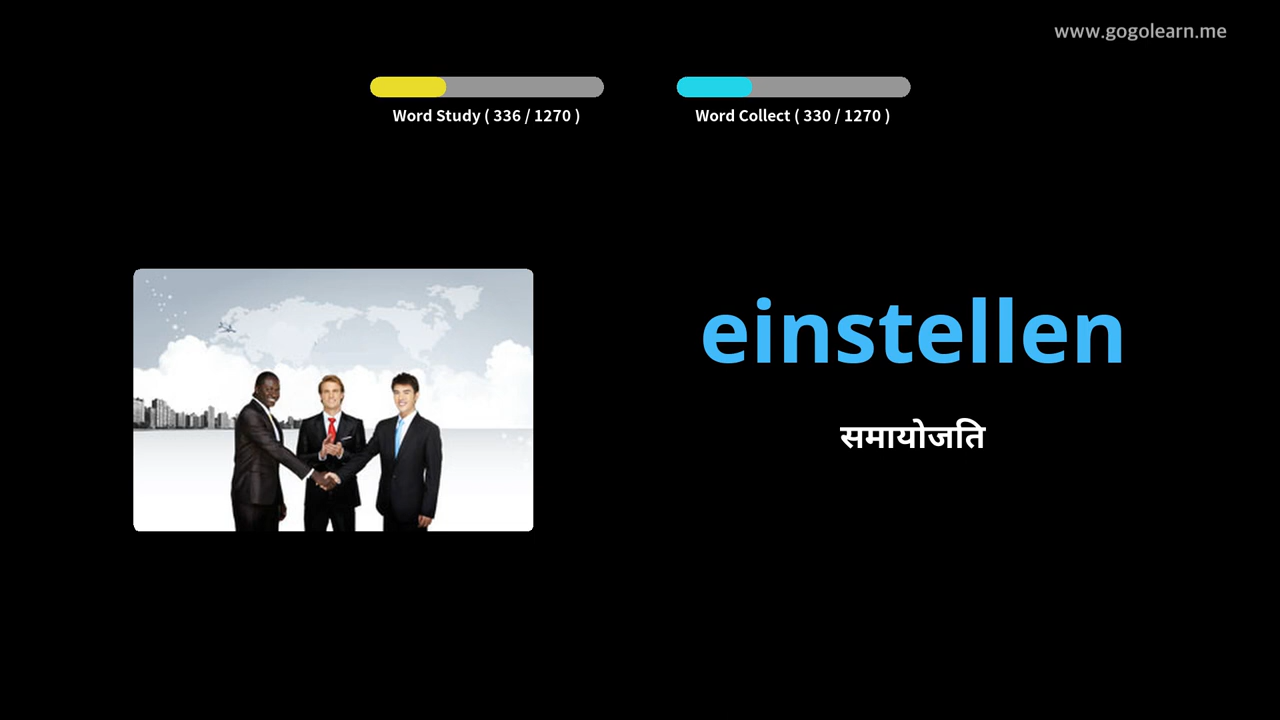 www.gogolearn.me
Word Study ( 336 / 1270 )
Word Collect ( 330 / 1270 )
einstellen
समायोजति